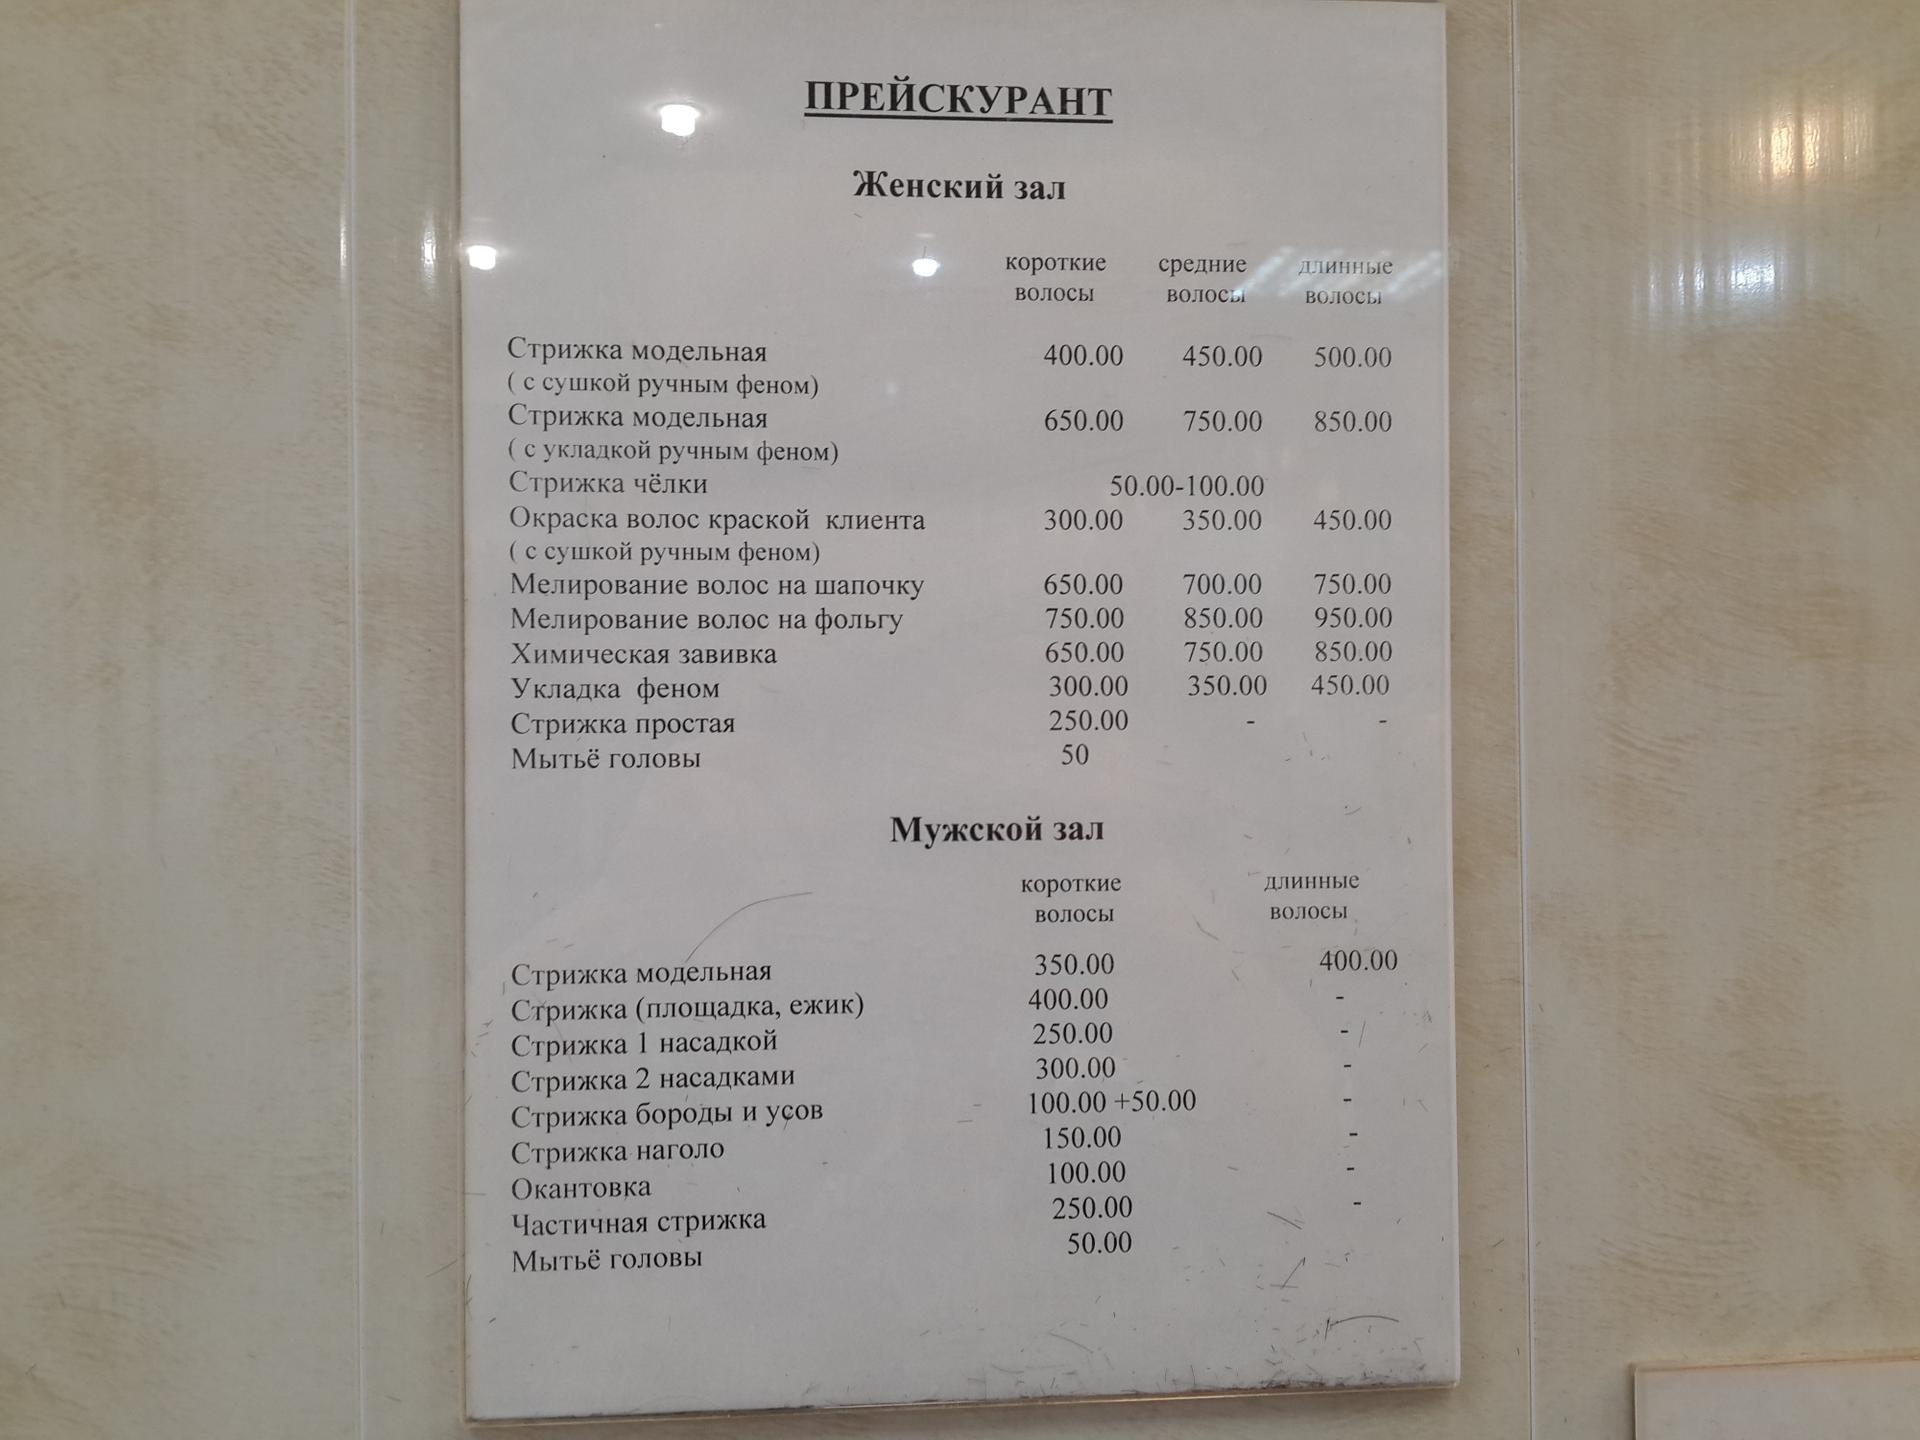 ПРЕЙСКУРАНТ
Женский зал
короткие волосы средние волосы длинные волосы
Стрижка модельная 400.00 450.00 500.00
( с сушкой ручным феном)
Стрижка модельная 650.00 750.00 850.00
( с укладкой ручным феном)
Стрижка чёлки 50.00-100.00
Окраска волос краской клиента 300.00 350.00 450.00
( с сушкой ручным феном)
Мелирование волос на шапочку 650.00 700.00 750.00
Мелирование волос на фольгу 750.00 850.00 950.00
Химическая завивка 650.00 750.00 850.00
Укладка феном 300.00 350.00 450.00
Стрижка простая 250.00 - -
Мытьё головы 50
Мужской зал
короткие волосы длинные волосы
Стрижка модельная 350.00 400.00
Стрижка (площадка, ежик) 400.00 -
Стрижка 1 насадкой 250.00 -
Стрижка 2 насадками 300.00 -
Стрижка бороды и усов 100.00 +50.00 -
Стрижка наголо 150.00 -
Окантовка 100.00 -
Частичная стрижка 250.00 -
Мытьё головы 50.00